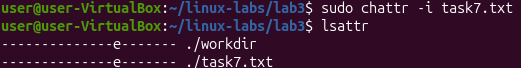 user@user-VirtualBox:~/linux-labs/lab3$ sudo chattr -i task7.txt
user@user-VirtualBox:~/linux-labs/lab3$ lsattr
--------------e------- ./workdir
--------------e------- ./task7.txt